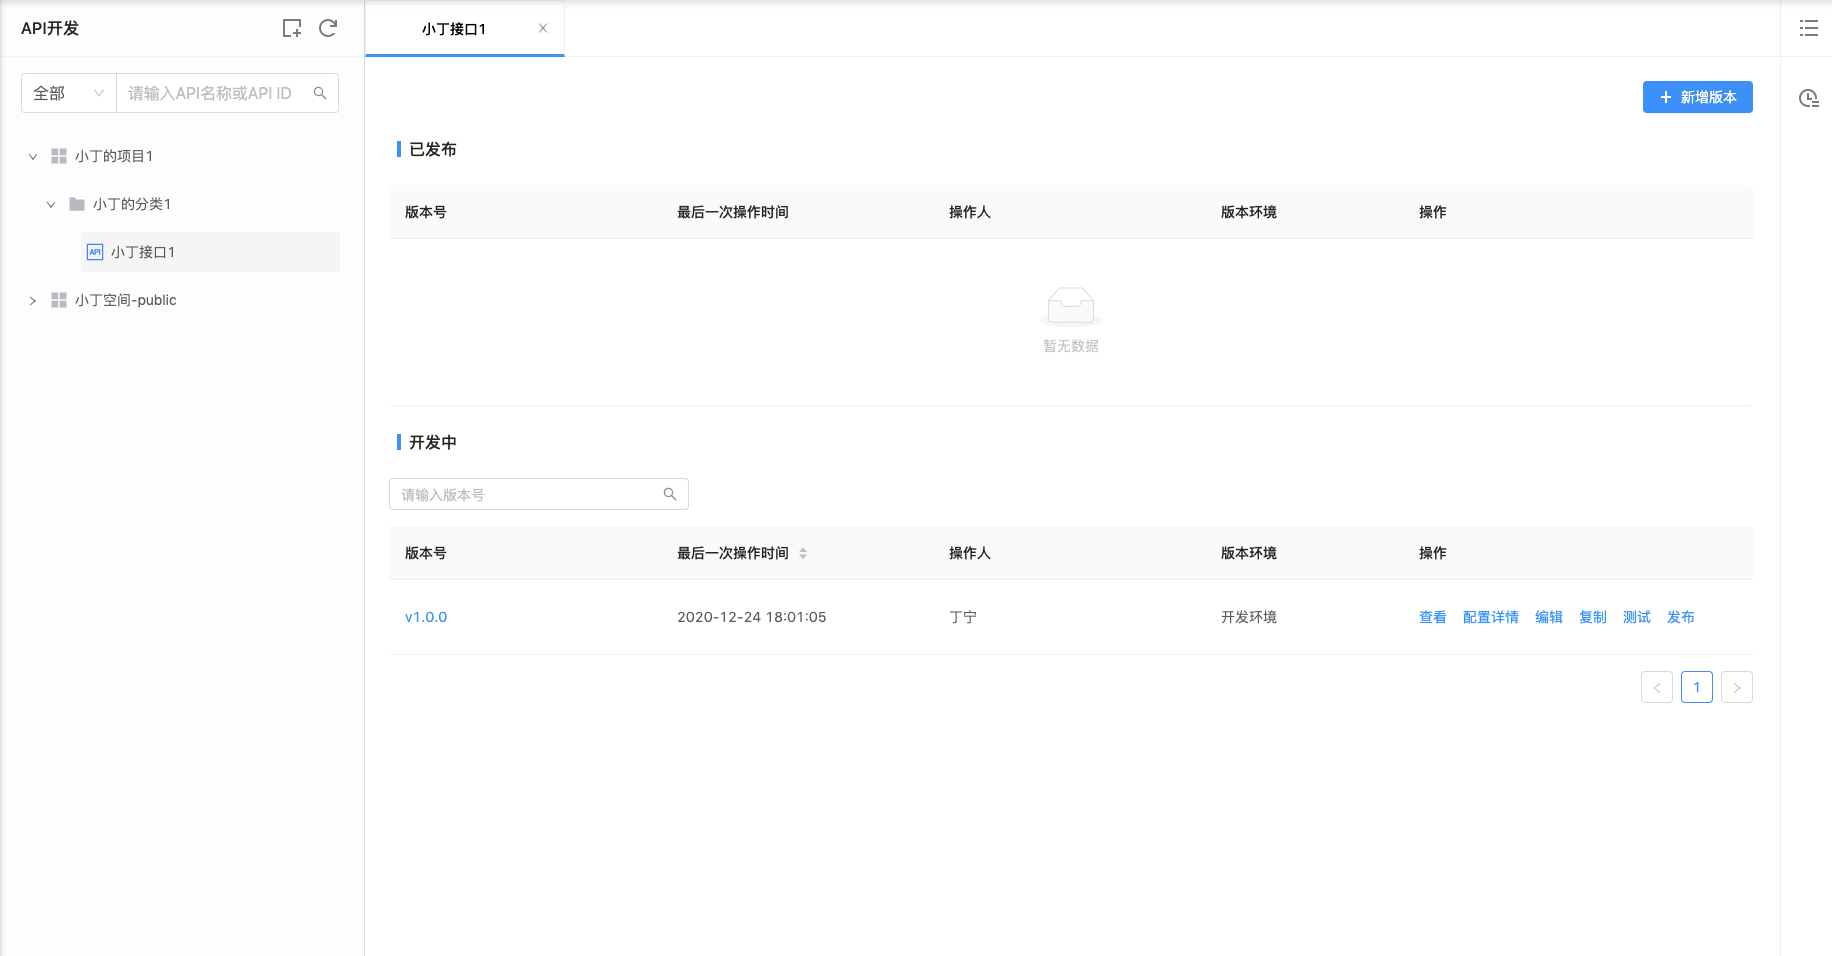 API开发
小丁接口1
全部 请输入API名称或API ID
小丁的项目1
小丁的分类1
API 小丁接口1
小丁空间-public
新增版本
已发布
版本号 最后一次操作时间 操作人 版本环境 操作
暂无数据
开发中
请输入版本号
版本号 最后一次操作时间 操作人 版本环境 操作
v1.0.0 2020-12-24 18:01:05 丁宁 开发环境 查看 配置详情 编辑 复制 测试 发布
1